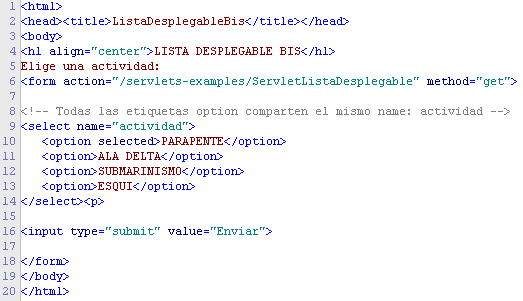 1 <html>
2 <head><title>ListaDesplegableBis</title></head>
3 <body>
4 <h1 align="center">LISTA DESPLEGABLE BIS</h1>
5 Elige una actividad:
6 <form action="/servlets-examples/ServletListaDesplegable" method="get">
7
8 <!-- Todas las etiquetas option comparten el mismo name: actividad -->
9 <select name="actividad">
10 <option selected>PARAPENTE</option>
11 <option>ALA DELTA</option>
12 <option>SUBMARINISMO</option>
13 <option>ESQUI</option>
14 </select><p>
15
16 <input type="submit" value="Enviar">
17
18 </form>
19 </body>
20 </html>